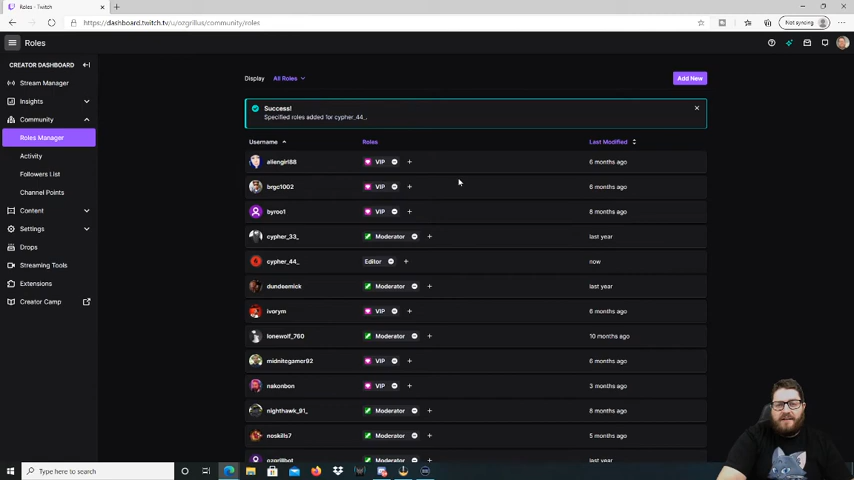 Roles - Twitch
https://dashboard.twitch.tv/u/ozgrillus/community/roles
Not syncing
Roles
CREATOR DASHBOARD
Stream Manager
Insights
Community
Roles Manager
Activity
Followers List
Channel Points
Content
Settings
Drops
Streaming Tools
Extensions
Creator Camp
Display All Roles
Add New
Success!
Specified roles added for cypher_44_.
Username Roles Last Modified
aliengirl88 VIP 6 months ago
brgc1002 VIP 6 months ago
byroo1 VIP 8 months ago
cypher_33_ Moderator last year
cypher_44_ Editor now
dundeemick Moderator last year
ivorym VIP 6 months ago
lonewolf_760 Moderator 10 months ago
midnitegamer92 VIP 6 months ago
nakonbon VIP 3 months ago
nighthawk_91_ Moderator 8 months ago
noskills7 Moderator 5 months ago
ozgrillbot Moderator last year
Type here to search